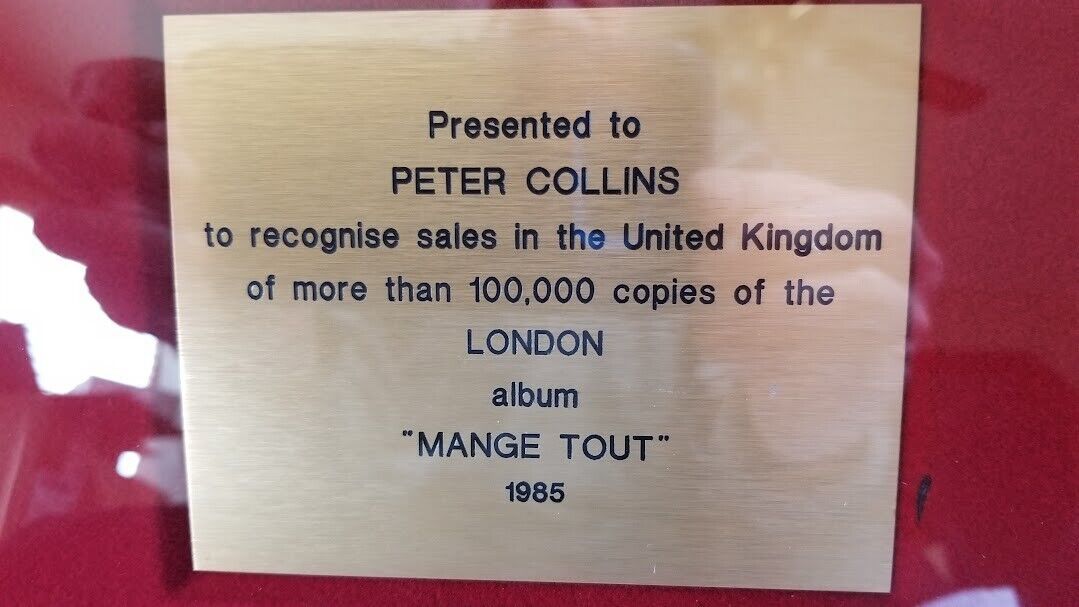 Presented to
PETER COLLINS
to recognise sales in the United Kingdom
of more than 100,000 copies of the
LONDON
album
"MANGE TOUT"
1985